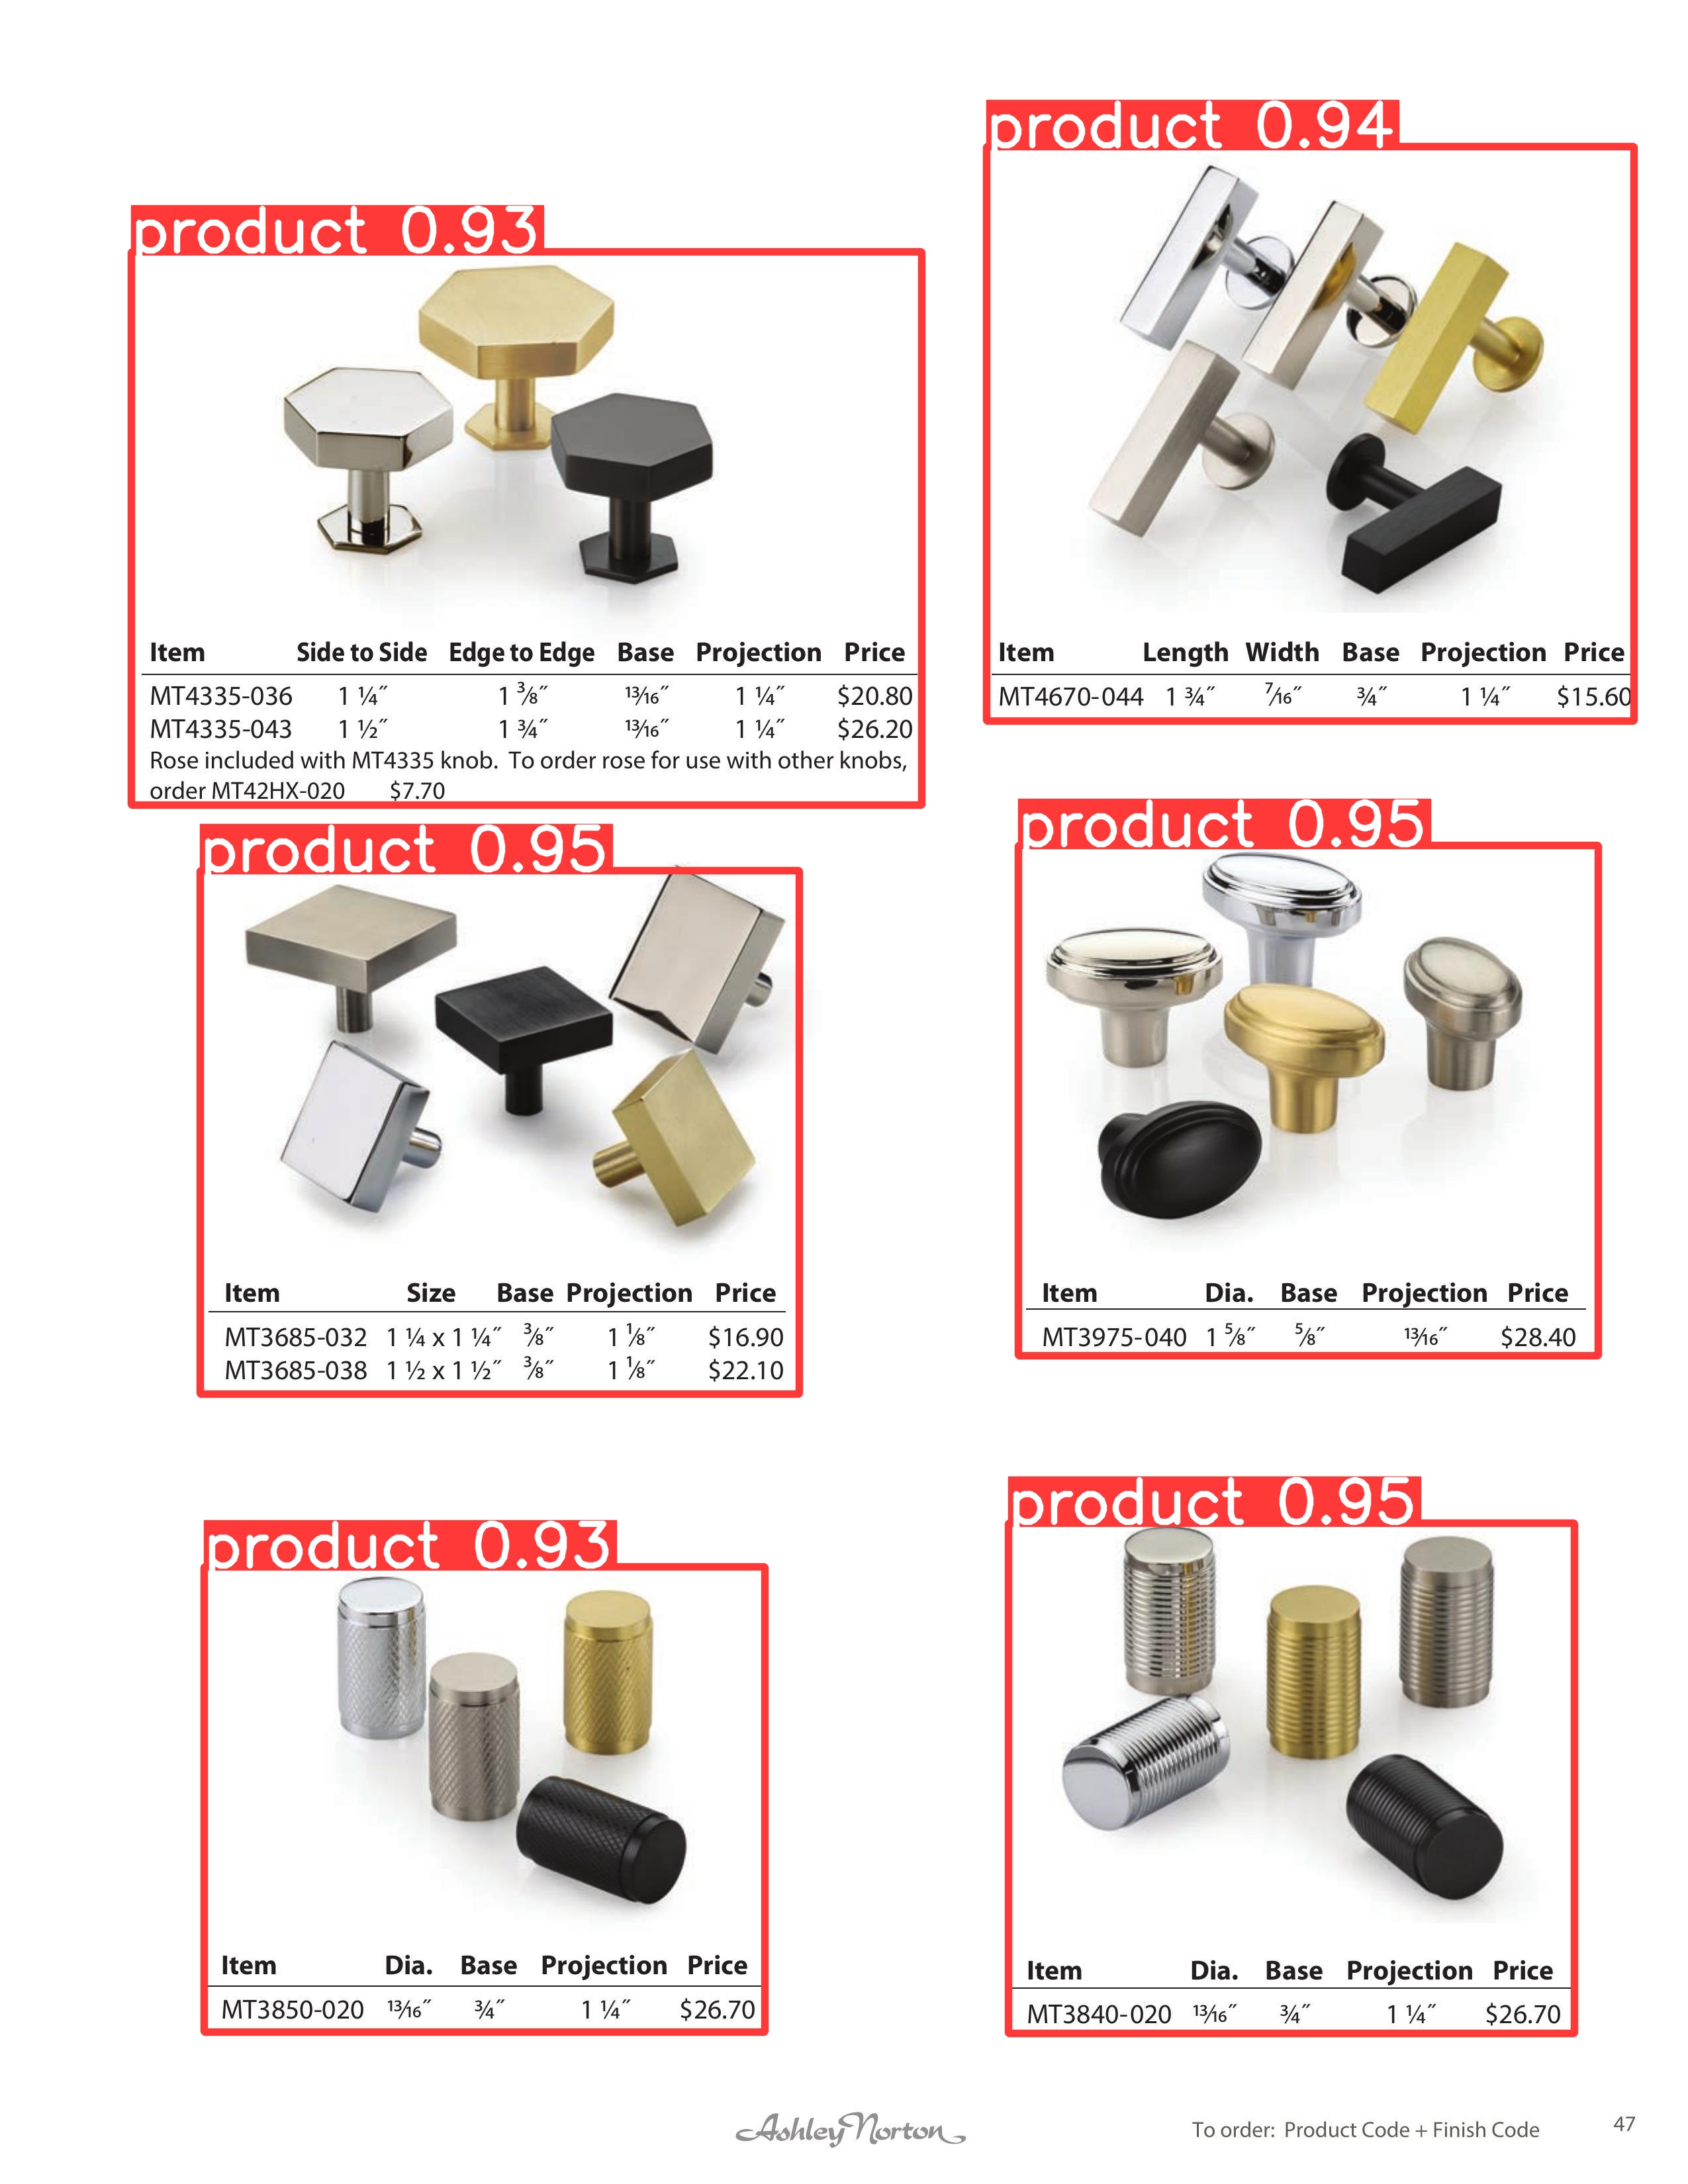 product 0.93
Item Side to Side Edge to Edge Base Projection Price
MT4335-036 1 ¼″ 1 ⅜″ 13⁄16″ 1 ¼″ $20.80
MT4335-043 1 ½″ 1 ¾″ 13⁄16″ 1 ¼″ $26.20
Rose included with MT4335 knob. To order rose for use with other knobs,
order MT42HX-020 $7.70
product 0.94
Item Length Width Base Projection Price
MT4670-044 1 ¾″ 7⁄16″ ¾″ 1 ¼″ $15.60
product 0.95
Item Size Base Projection Price
MT3685-032 1 ¼ x 1 ¼″ ⅜″ 1 ⅛″ $16.90
MT3685-038 1 ½ x 1 ½″ ⅜″ 1 ⅛″ $22.10
product 0.95
Item Dia. Base Projection Price
MT3975-040 1 ⅝″ ⅝″ 13⁄16″ $28.40
product 0.93
Item Dia. Base Projection Price
MT3850-020 13⁄16″ ¾″ 1 ¼″ $26.70
product 0.95
Item Dia. Base Projection Price
MT3840-020 13⁄16″ ¾″ 1 ¼″ $26.70
Ashley Norton
To order: Product Code + Finish Code
47